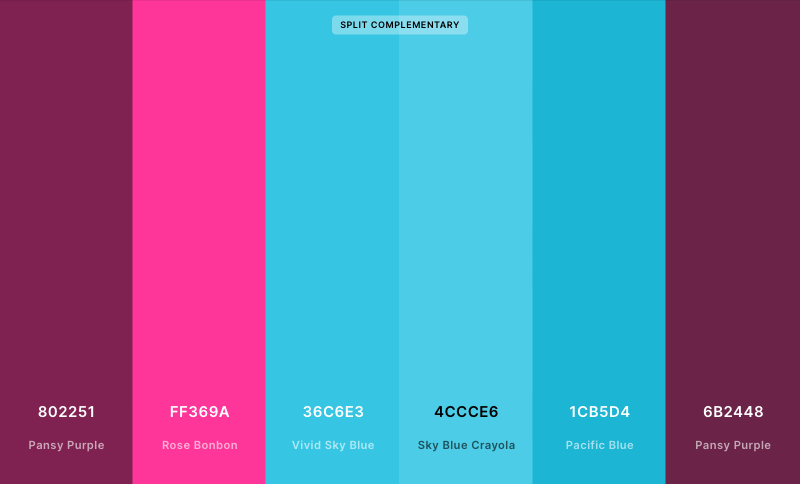 SPLIT COMPLEMENTARY
802251
FF369A
36C6E3
4CCCE6
1CB5D4
6B2448
Pansy Purple
Rose Bonbon
Vivid Sky Blue
Sky Blue Crayola
Pacific Blue
Pansy Purple